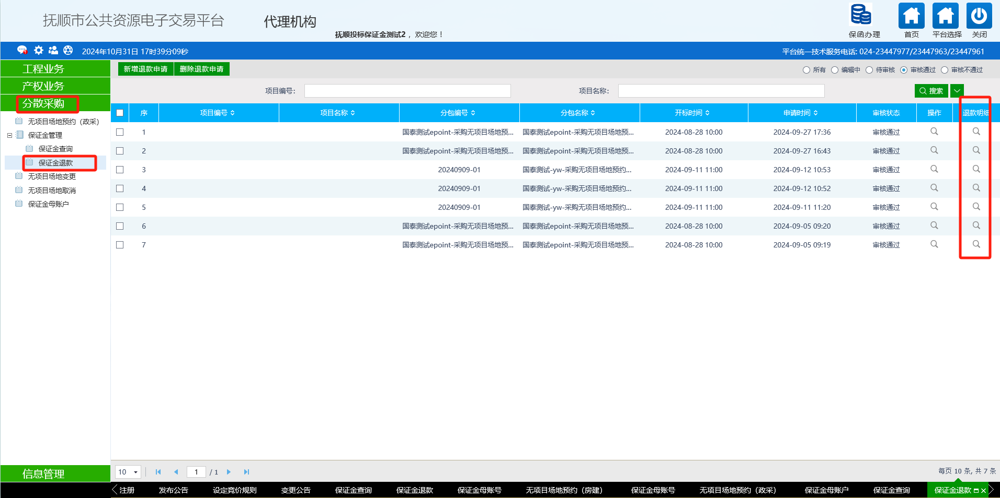 抚顺市公共资源电子交易平台
代理机构
抚顺投标保证金测试2 ，欢迎您！
保函办理 首页 平台选择 关闭
2024年10月31日 17时39分09秒
平台统一技术服务电话: 024-23447977/23447963/23447961
工程业务
产权业务
分散采购
无项目场地预约（政采）
保证金管理
保证金查询
保证金退款
无项目场地变更
无项目场地取消
保证金母账户
信息管理
新增退款申请 删除退款申请
所有 编辑中 待审核 审核通过 审核不通过
项目编号: 项目名称: 搜索
序 项目编号 项目名称 分包编号 分包名称 开标时间 申请时间 审核状态 操作 退款明细
1 国泰测试epoint-采购无项目场地预... 国泰测试epoint-采购无项目场地预... 2024-08-28 10:00 2024-09-27 17:36 审核通过
2 国泰测试epoint-采购无项目场地预... 国泰测试epoint-采购无项目场地预... 2024-08-28 10:00 2024-09-27 16:43 审核通过
3 20240909-01 国泰测试-yw-采购无项目场地预约... 2024-09-11 11:00 2024-09-12 10:53 审核通过
4 20240909-01 国泰测试-yw-采购无项目场地预约... 2024-09-11 11:00 2024-09-12 10:52 审核通过
5 20240909-01 国泰测试-yw-采购无项目场地预约... 2024-09-11 11:00 2024-09-11 11:20 审核通过
6 国泰测试epoint-采购无项目场地预... 国泰测试epoint-采购无项目场地预... 2024-08-28 10:00 2024-09-05 09:20 审核通过
7 国泰测试epoint-采购无项目场地预... 国泰测试epoint-采购无项目场地预... 2024-08-28 10:00 2024-09-05 09:19 审核通过
10 1 / 1 每页 10 条, 共 7 条
注册 发布公告 设定竞价规则 变更公告 保证金查询 保证金退款 保证金母账号 无项目场地预约（房建） 保证金母账号 无项目场地预约（政采） 保证金母账户 保证金查询 保证金退款